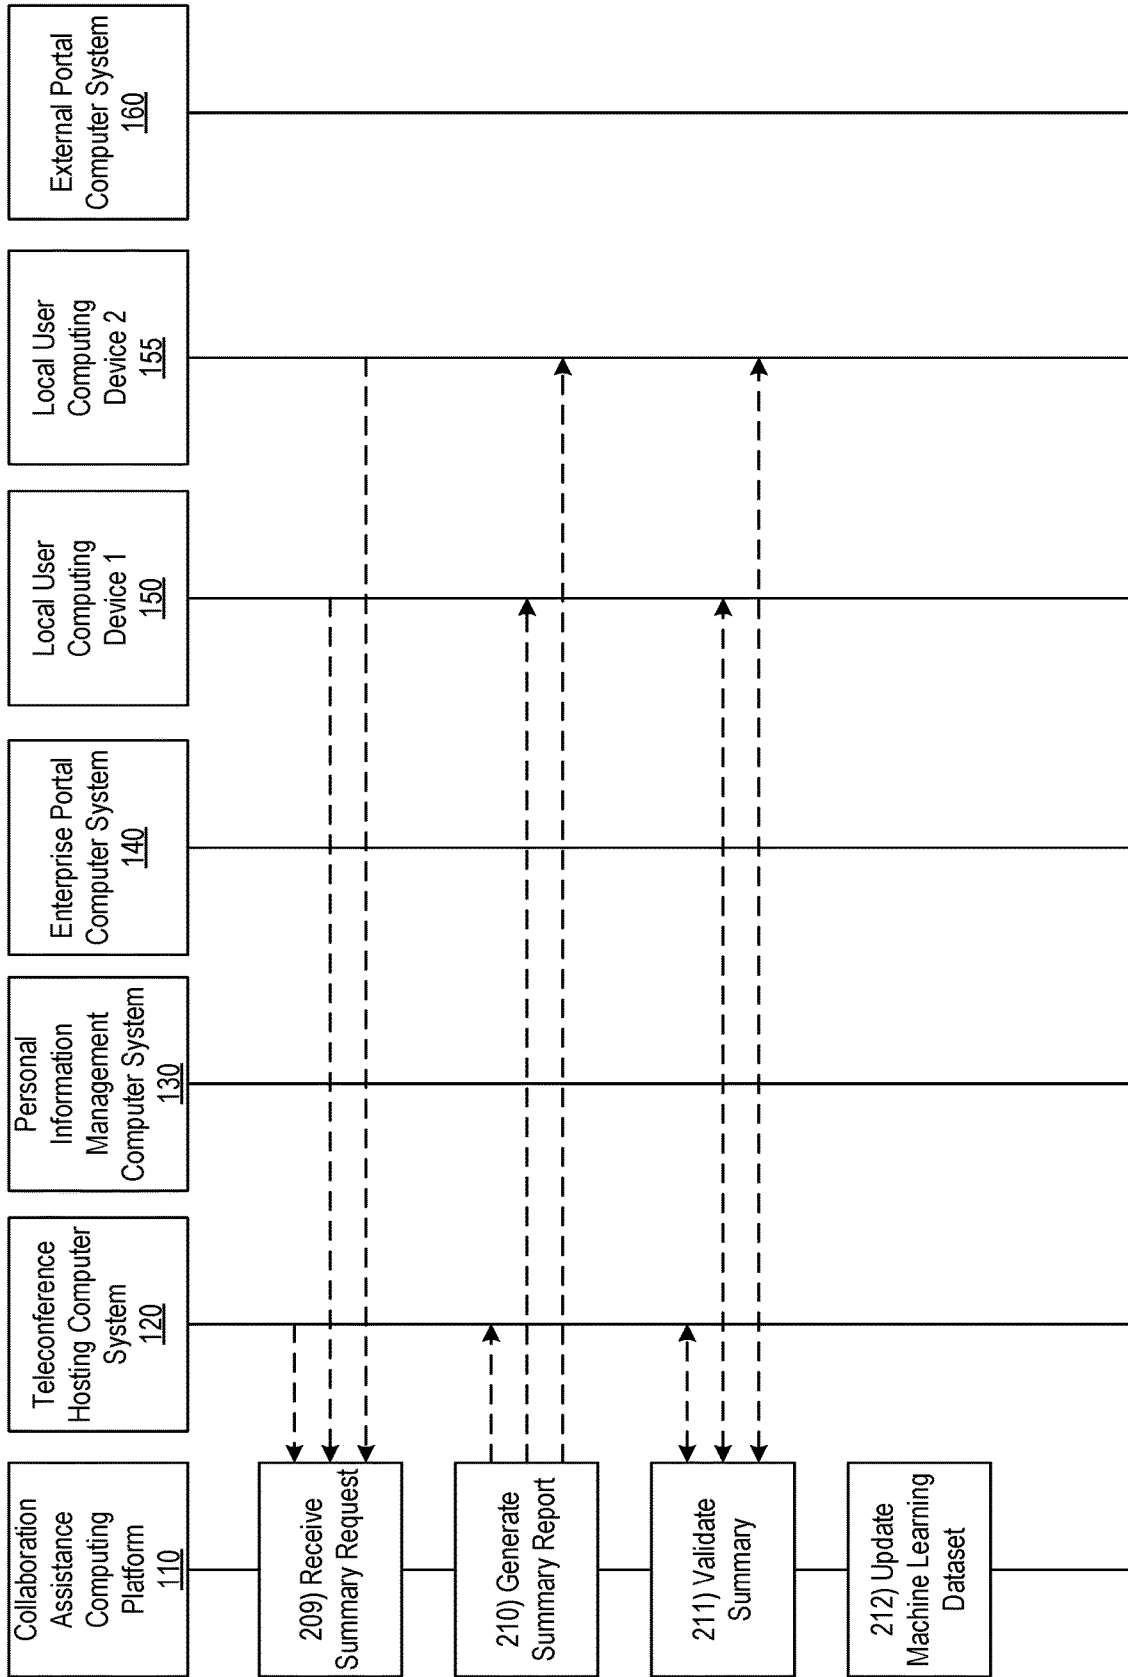 Collaboration
Assistance
Computing
Platform
110
Teleconference
Hosting Computer
System
120
Personal
Information
Management
Computer System
130
Enterprise Portal
Computer System
140
Local User
Computing
Device 1
150
Local User
Computing
Device 2
155
External Portal
Computer System
160
209) Receive
Summary Request
210) Generate
Summary Report
211) Validate
Summary
212) Update
Machine Learning
Dataset